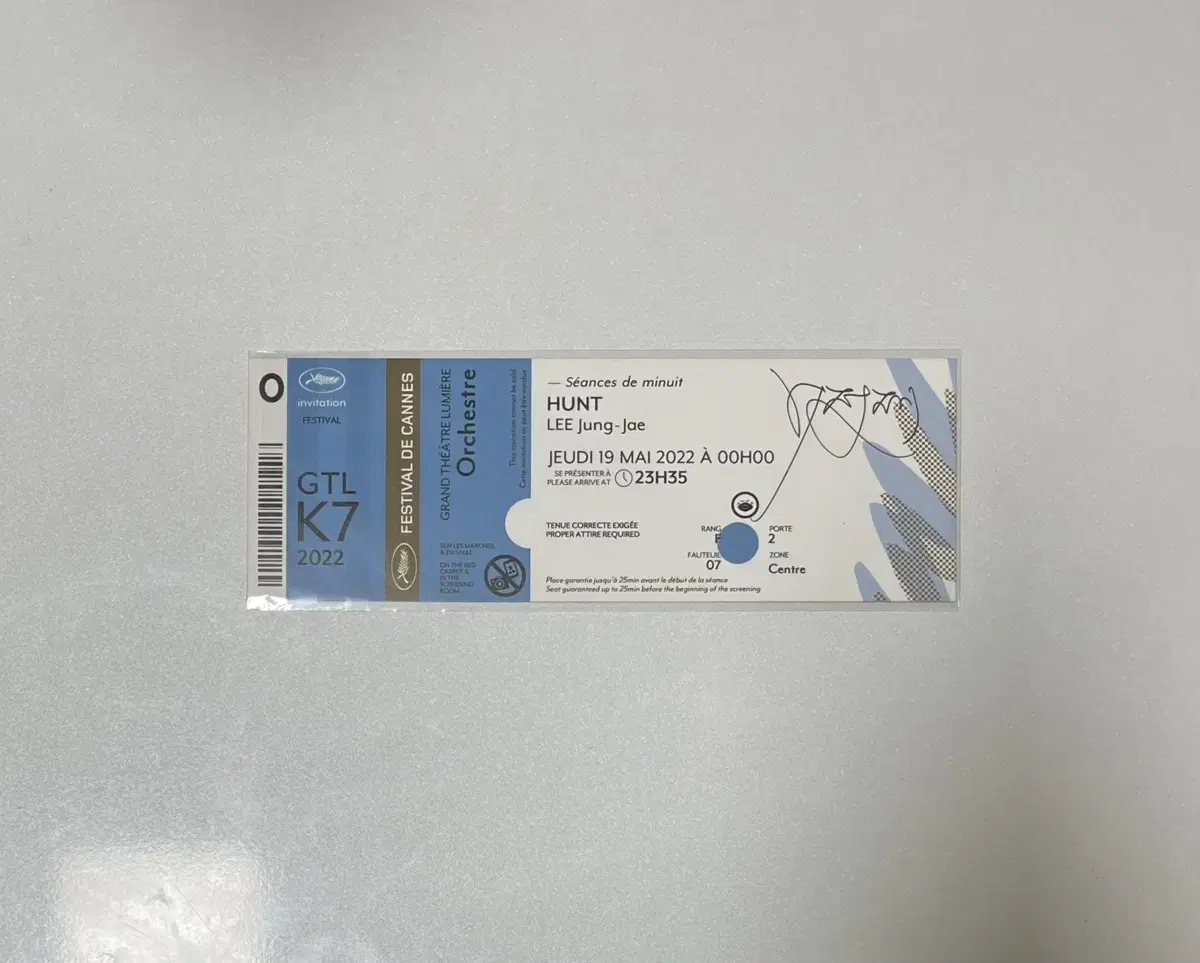 O
invitation
FESTIVAL
GTL
K7
2022
FESTIVAL DE CANNES
GRAND THÉÂTRE LUMIÈRE
Orchestre
This invitation cannot be sold
Cette invitation ne peut être vendue
SUR LES MARCHES
& EN SALLE
ON THE RED
CARPET &
IN THE
SCREENING
ROOM
— Séances de minuit
HUNT
LEE Jung-Jae
JEUDI 19 MAI 2022 À 00H00
SE PRÉSENTER À
PLEASE ARRIVE AT
23H35
TENUE CORRECTE EXIGÉE
PROPER ATTIRE REQUIRED
RANG
PORTE
2
FAUTEUIL
07
ZONE
Centre
Place garantie jusqu'à 25min avant le début de la séance
Seat guaranteed up to 25min before the beginning of the screening